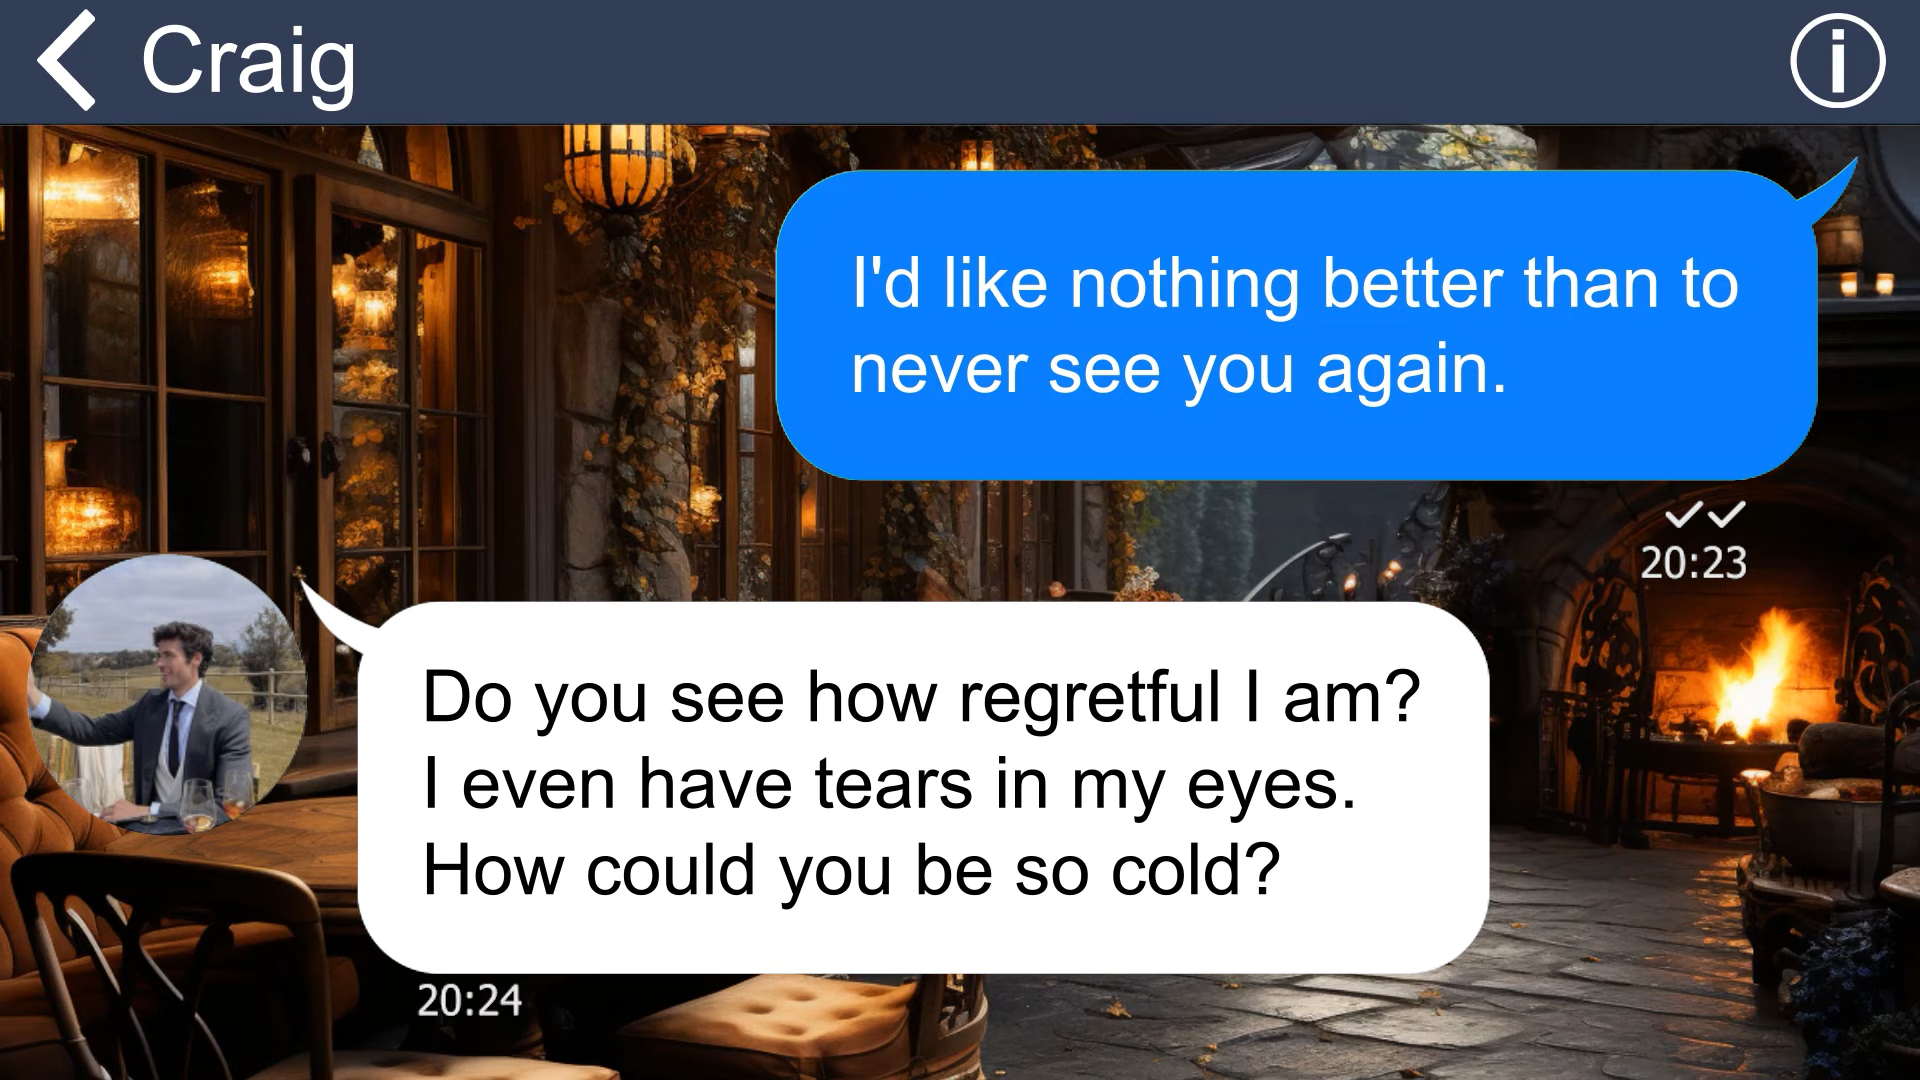 Craig
I'd like nothing better than to
never see you again.
20:23
Do you see how regretful I am?
I even have tears in my eyes.
How could you be so cold?
20:24